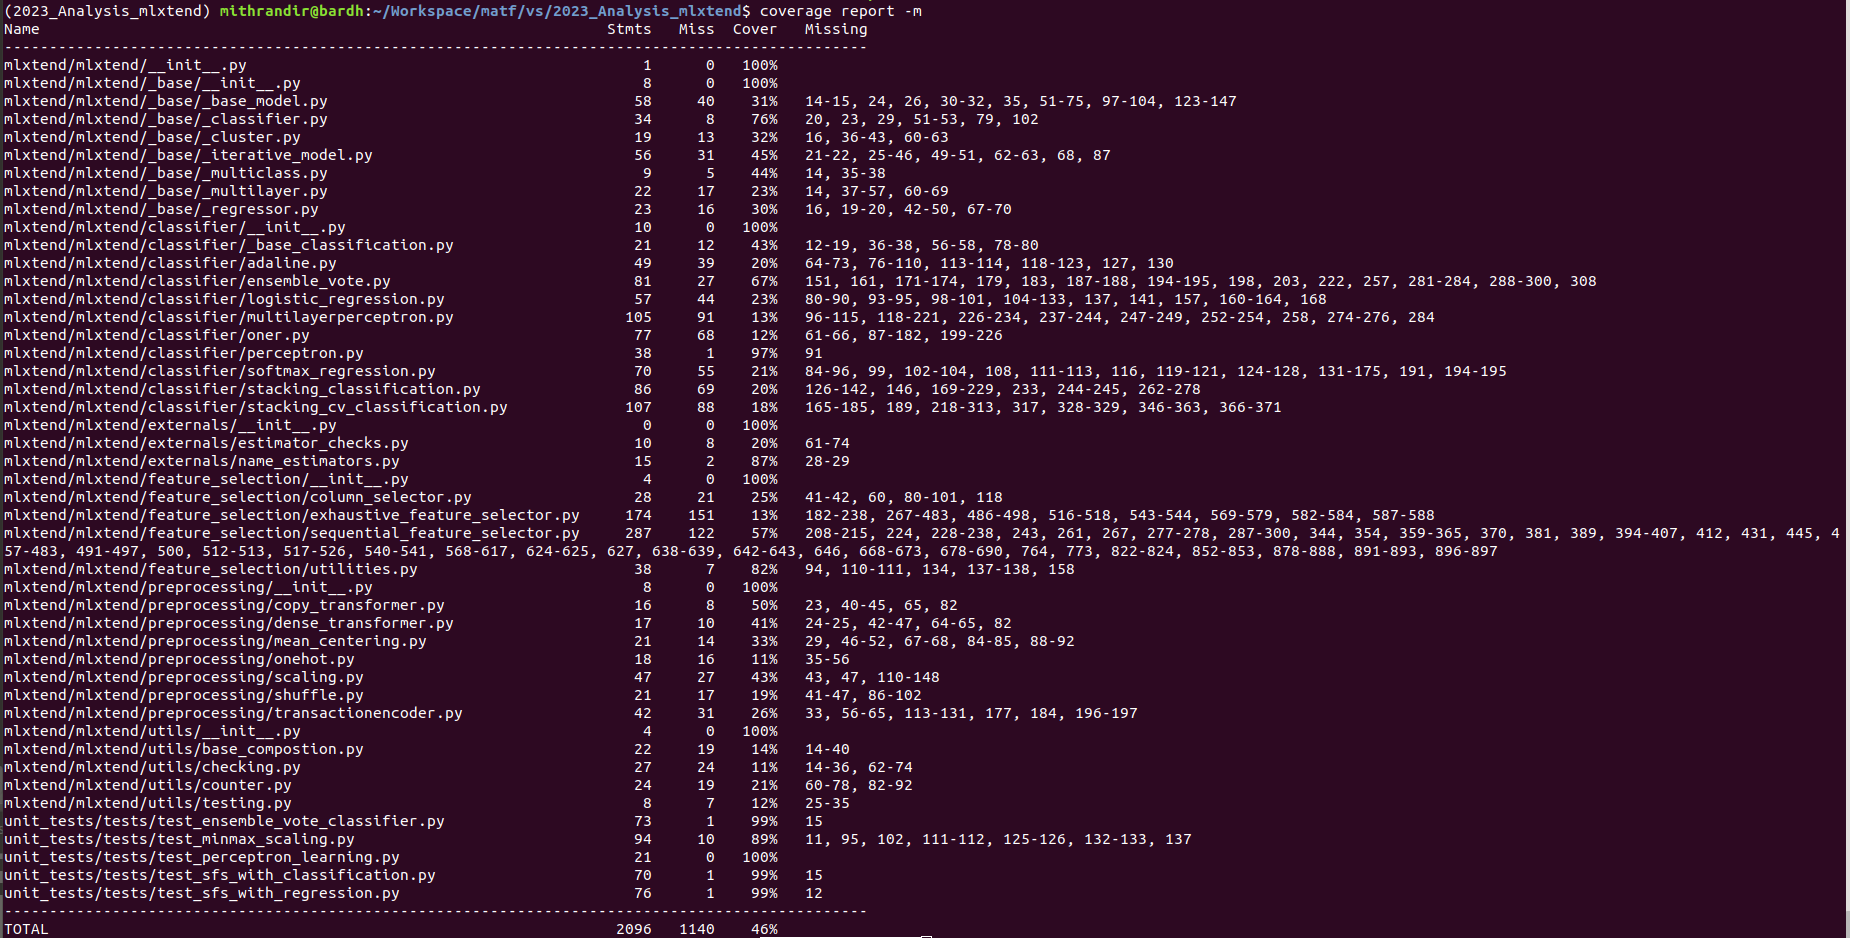 (2023_Analysis_mlxtend) mithrandir@bardh:~/Workspace/matf/vs/2023_Analysis_mlxtend$ coverage report -m
Name                                                               Stmts   Miss  Cover   Missing
------------------------------------------------------------------------------------------------
mlxtend/mlxtend/__init__.py                                            1      0   100%
mlxtend/mlxtend/_base/__init__.py                                      8      0   100%
mlxtend/mlxtend/_base/_base_model.py                                  58     40    31%   14-15, 24, 26, 30-32, 35, 51-75, 97-104, 123-147
mlxtend/mlxtend/_base/_classifier.py                                  34      8    76%   20, 23, 29, 51-53, 79, 102
mlxtend/mlxtend/_base/_cluster.py                                     19     13    32%   16, 36-43, 60-63
mlxtend/mlxtend/_base/_iterative_model.py                             56     31    45%   21-22, 25-46, 49-51, 62-63, 68, 87
mlxtend/mlxtend/_base/_multiclass.py                                   9      5    44%   14, 35-38
mlxtend/mlxtend/_base/_multilayer.py                                  22     17    23%   14, 37-57, 60-69
mlxtend/mlxtend/_base/_regressor.py                                   23     16    30%   16, 19-20, 42-50, 67-70
mlxtend/mlxtend/classifier/__init__.py                                10      0   100%
mlxtend/mlxtend/classifier/_base_classification.py                    21     12    43%   12-19, 36-38, 56-58, 78-80
mlxtend/mlxtend/classifier/adaline.py                                 49     39    20%   64-73, 76-110, 113-114, 118-123, 127, 130
mlxtend/mlxtend/classifier/ensemble_vote.py                           81     27    67%   151, 161, 171-174, 179, 183, 187-188, 194-195, 198, 203, 222, 257, 281-284, 288-300, 308
mlxtend/mlxtend/classifier/logistic_regression.py                     57     44    23%   80-90, 93-95, 98-101, 104-133, 137, 141, 157, 160-164, 168
mlxtend/mlxtend/classifier/multilayerperceptron.py                   105     91    13%   96-115, 118-221, 226-234, 237-244, 247-249, 252-254, 258, 274-276, 284
mlxtend/mlxtend/classifier/oner.py                                    77     68    12%   61-66, 87-182, 199-226
mlxtend/mlxtend/classifier/perceptron.py                              38      1    97%   91
mlxtend/mlxtend/classifier/softmax_regression.py                      70     55    21%   84-96, 99, 102-104, 108, 111-113, 116, 119-121, 124-128, 131-175, 191, 194-195
mlxtend/mlxtend/classifier/stacking_classification.py                 86     69    20%   126-142, 146, 169-229, 233, 244-245, 262-278
mlxtend/mlxtend/classifier/stacking_cv_classification.py             107     88    18%   165-185, 189, 218-313, 317, 328-329, 346-363, 366-371
mlxtend/mlxtend/externals/__init__.py                                  0      0   100%
mlxtend/mlxtend/externals/estimator_checks.py                         10      8    20%   61-74
mlxtend/mlxtend/externals/name_estimators.py                          15      2    87%   28-29
mlxtend/mlxtend/feature_selection/__init__.py                          4      0   100%
mlxtend/mlxtend/feature_selection/column_selector.py                  28     21    25%   41-42, 60, 80-101, 118
mlxtend/mlxtend/feature_selection/exhaustive_feature_selector.py     174    151    13%   182-238, 267-483, 486-498, 516-518, 543-544, 569-579, 582-584, 587-588
mlxtend/mlxtend/feature_selection/sequential_feature_selector.py     287    122    57%   208-215, 224, 228-238, 243, 261, 267, 277-278, 287-300, 344, 354, 359-365, 370, 381, 389, 394-407, 412, 431, 445, 4
57-483, 491-497, 500, 512-513, 517-526, 540-541, 568-617, 624-625, 627, 638-639, 642-643, 646, 668-673, 678-690, 764, 773, 822-824, 852-853, 878-888, 891-893, 896-897
mlxtend/mlxtend/feature_selection/utilities.py                        38      7    82%   94, 110-111, 134, 137-138, 158
mlxtend/mlxtend/preprocessing/__init__.py                              8      0   100%
mlxtend/mlxtend/preprocessing/copy_transformer.py                     16      8    50%   23, 40-45, 65, 82
mlxtend/mlxtend/preprocessing/dense_transformer.py                    17     10    41%   24-25, 42-47, 64-65, 82
mlxtend/mlxtend/preprocessing/mean_centering.py                       21     14    33%   29, 46-52, 67-68, 84-85, 88-92
mlxtend/mlxtend/preprocessing/onehot.py                               18     16    11%   35-56
mlxtend/mlxtend/preprocessing/scaling.py                              47     27    43%   43, 47, 110-148
mlxtend/mlxtend/preprocessing/shuffle.py                              21     17    19%   41-47, 86-102
mlxtend/mlxtend/preprocessing/transactionencoder.py                   42     31    26%   33, 56-65, 113-131, 177, 184, 196-197
mlxtend/mlxtend/utils/__init__.py                                      4      0   100%
mlxtend/mlxtend/utils/base_compostion.py                              22     19    14%   14-40
mlxtend/mlxtend/utils/checking.py                                     27     24    11%   14-36, 62-74
mlxtend/mlxtend/utils/counter.py                                      24     19    21%   60-78, 82-92
mlxtend/mlxtend/utils/testing.py                                       8      7    12%   25-35
unit_tests/tests/test_ensemble_vote_classifier.py                     73      1    99%   15
unit_tests/tests/test_minmax_scaling.py                               94     10    89%   11, 95, 102, 111-112, 125-126, 132-133, 137
unit_tests/tests/test_perceptron_learning.py                          21      0   100%
unit_tests/tests/test_sfs_with_classification.py                      70      1    99%   15
unit_tests/tests/test_sfs_with_regression.py                          76      1    99%   12
------------------------------------------------------------------------------------------------
TOTAL                                                               2096   1140    46%